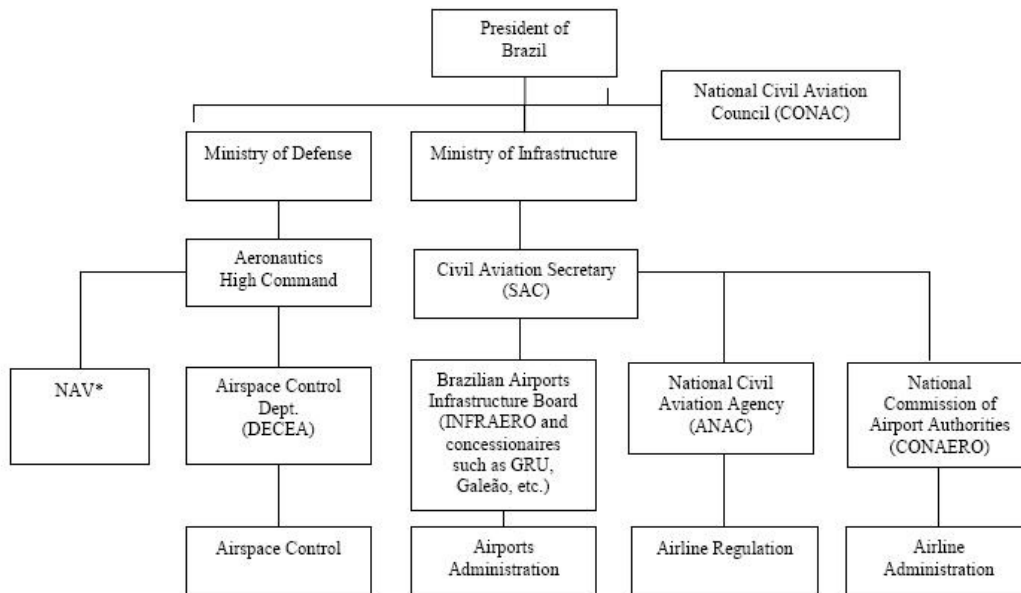 President of
Brazil
National Civil Aviation
Council (CONAC)
Ministry of Defense
Ministry of Infrastructure
Aeronautics
High Command
Civil Aviation Secretary
(SAC)
NAV*
Airspace Control
Dept.
(DECEA)
Brazilian Airports
Infrastructure Board
(INFRAERO and
concessionaires
such as GRU,
Galeão, etc.)
National Civil
Aviation Agency
(ANAC)
National
Commission of
Airport Authorities
(CONAERO)
Airspace Control
Airports
Administration
Airline Regulation
Airline
Administration